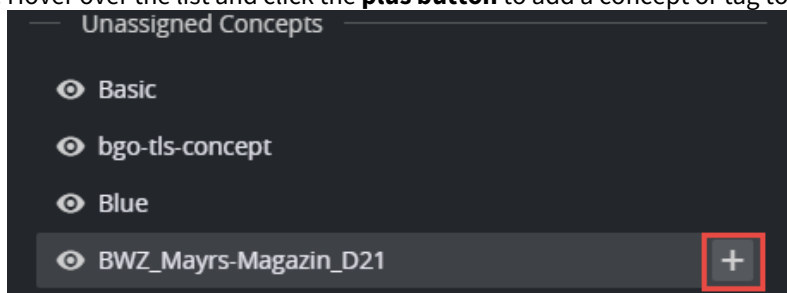 Hover over the list and click the plus button to add a concept or tag to
Unassigned Concepts
Basic
bgo-tls-concept
Blue
BWZ_Mayrs-Magazin_D21